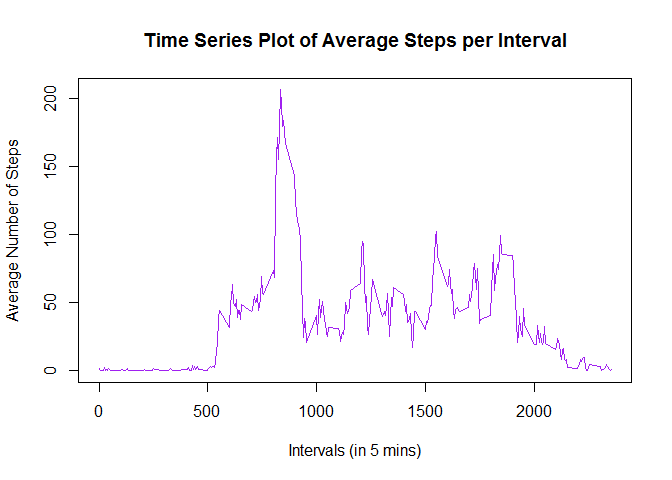 Time Series Plot of Average Steps per Interval
Average Number of Steps
200
150
100
50
0
0 500 1000 1500 2000
Intervals (in 5 mins)